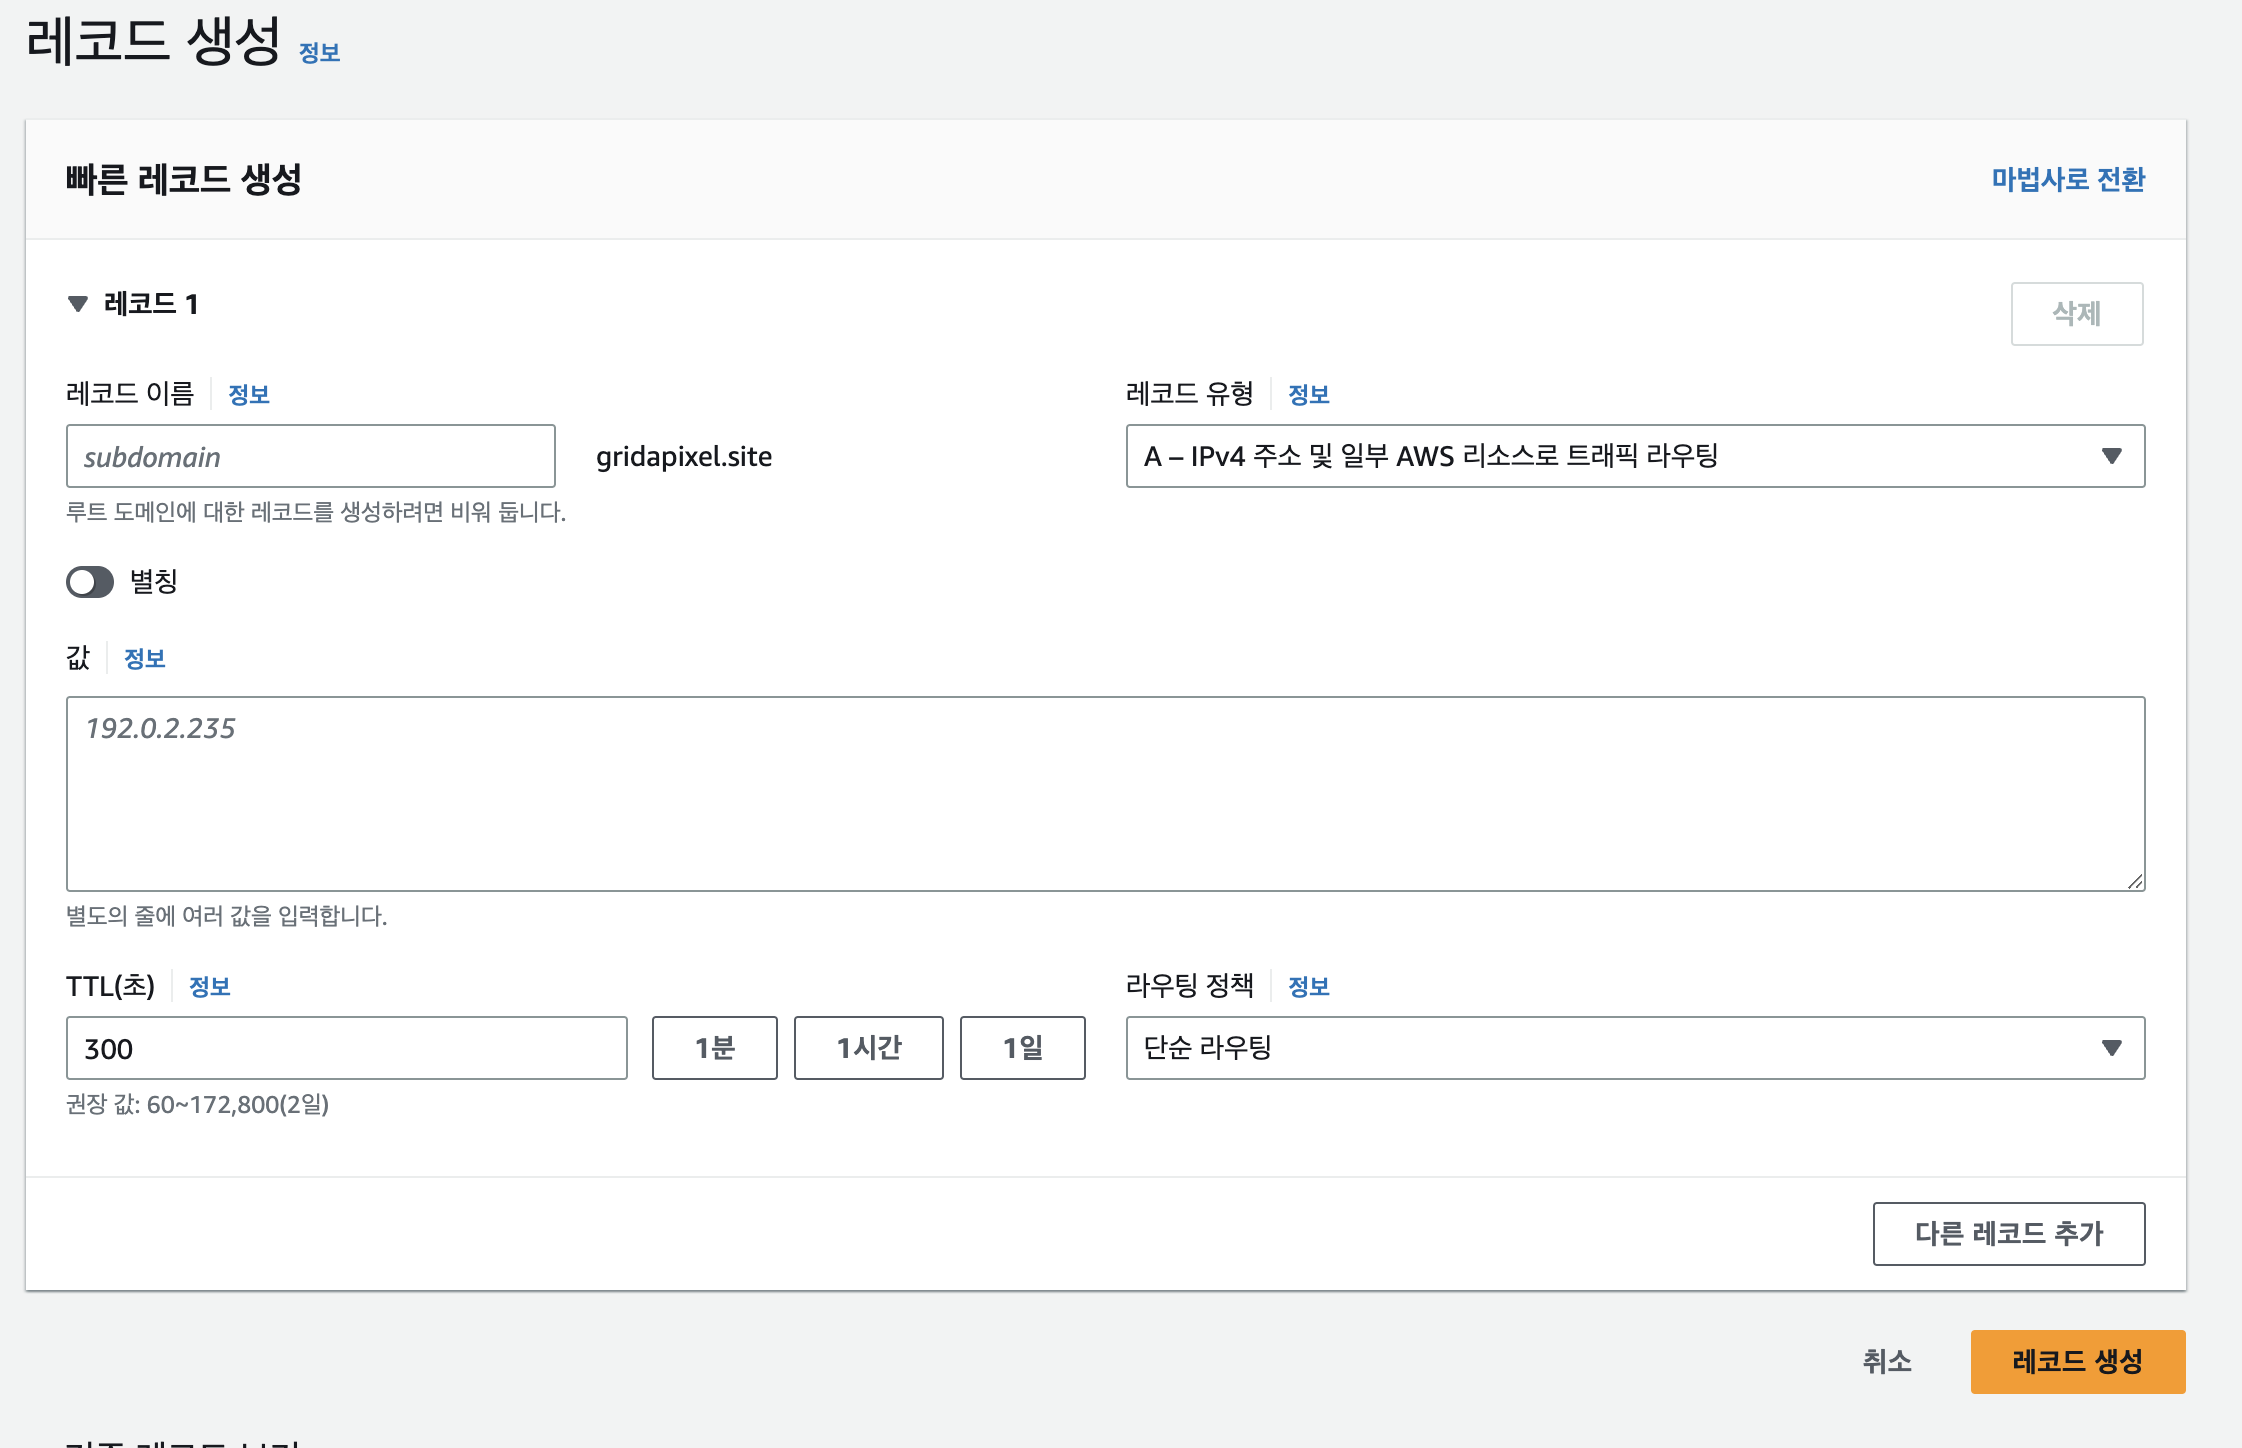 레코드 생성 정보
빠른 레코드 생성
마법사로 전환
레코드 1
삭제
레코드 이름 정보
레코드 유형 정보
subdomain
gridapixel.site
A – IPv4 주소 및 일부 AWS 리소스로 트래픽 라우팅
루트 도메인에 대한 레코드를 생성하려면 비워 둡니다.
별칭
값 정보
192.0.2.235
별도의 줄에 여러 값을 입력합니다.
TTL(초) 정보
라우팅 정책 정보
300
1분
1시간
1일
단순 라우팅
권장 값: 60~172,800(2일)
다른 레코드 추가
취소
레코드 생성